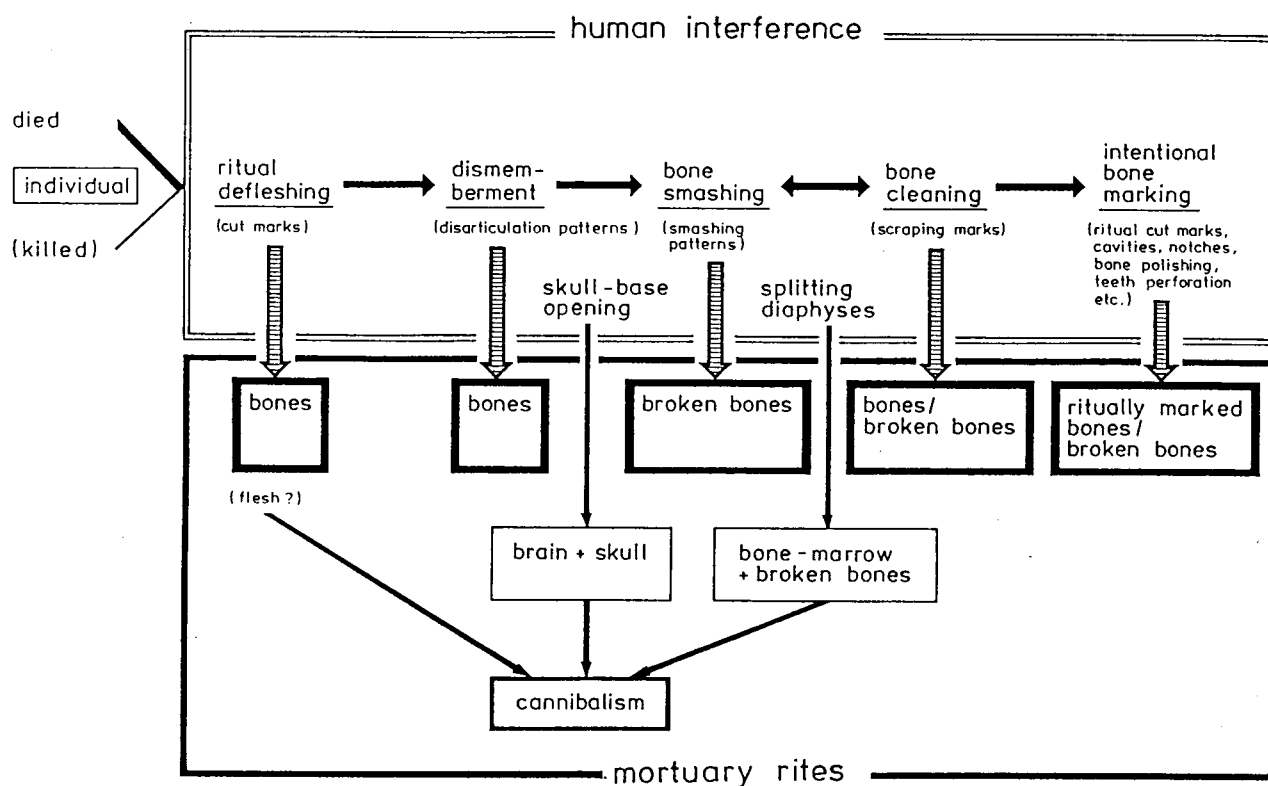 human interference
died
individual
(killed)
ritual
defleshing
(cut marks)
dismem-
berment
(disarticulation patterns)
bone
smashing
(smashing
patterns)
bone
cleaning
(scraping marks)
intentional
bone
marking
(ritual cut marks,
cavities, notches,
bone polishing,
teeth perforation
etc.)
skull-base
opening
splitting
diaphyses
bones
bones
broken bones
bones/
broken bones
ritually marked
bones/
broken bones
(flesh?)
brain + skull
bone-marrow
+ broken bones
cannibalism
mortuary rites